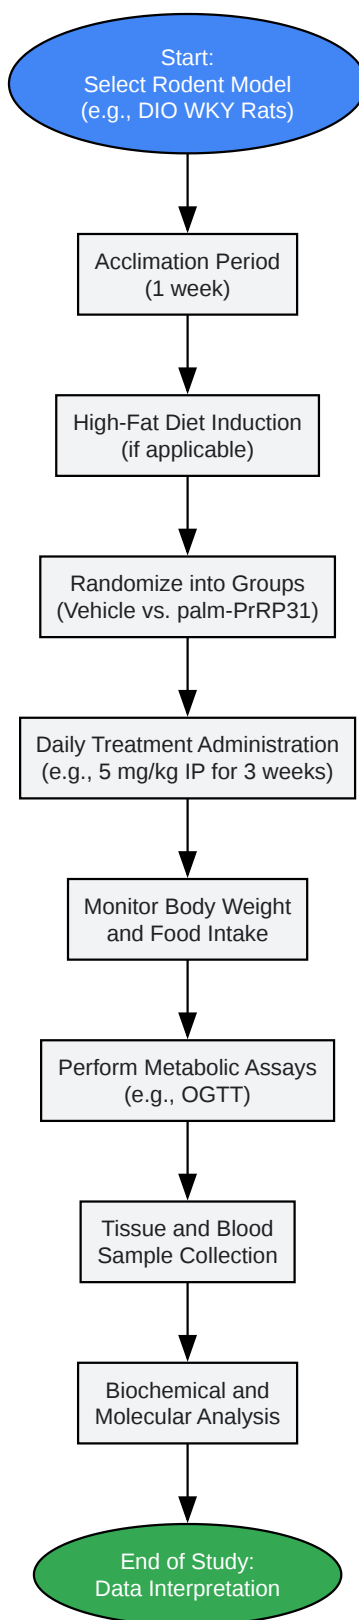 Start:
Select Rodent Model
(e.g., DIO WKY Rats)
Acclimation Period
(1 week)
High-Fat Diet Induction
(if applicable)
Randomize into Groups
(Vehicle vs. palm-PrRP31)
Daily Treatment Administration
(e.g., 5 mg/kg IP for 3 weeks)
Monitor Body Weight
and Food Intake
Perform Metabolic Assays
(e.g., OGTT)
Tissue and Blood
Sample Collection
Biochemical and
Molecular Analysis
End of Study:
Data Interpretation